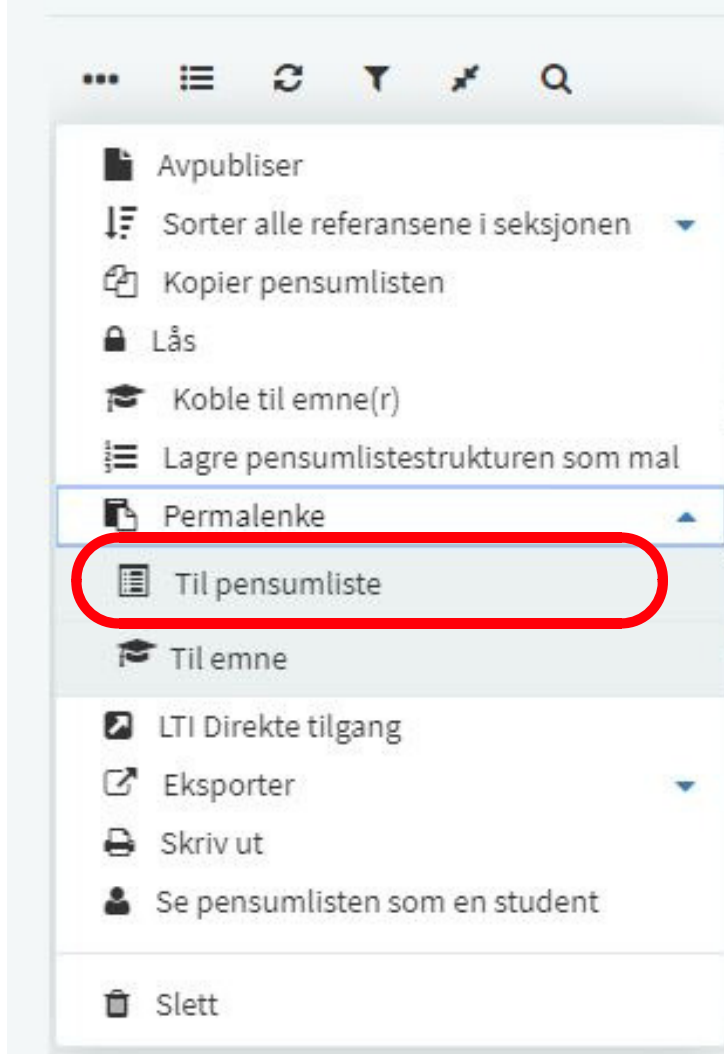 Avpubliser
Sorter alle referansene i seksjonen
Kopier pensumlisten
Lås
Koble til emne(r)
Lagre pensumlistestrukturen som mal
Permalenke
Til pensumliste
Til emne
LTI Direkte tilgang
Eksporter
Skriv ut
Se pensumlisten som en student
Slett